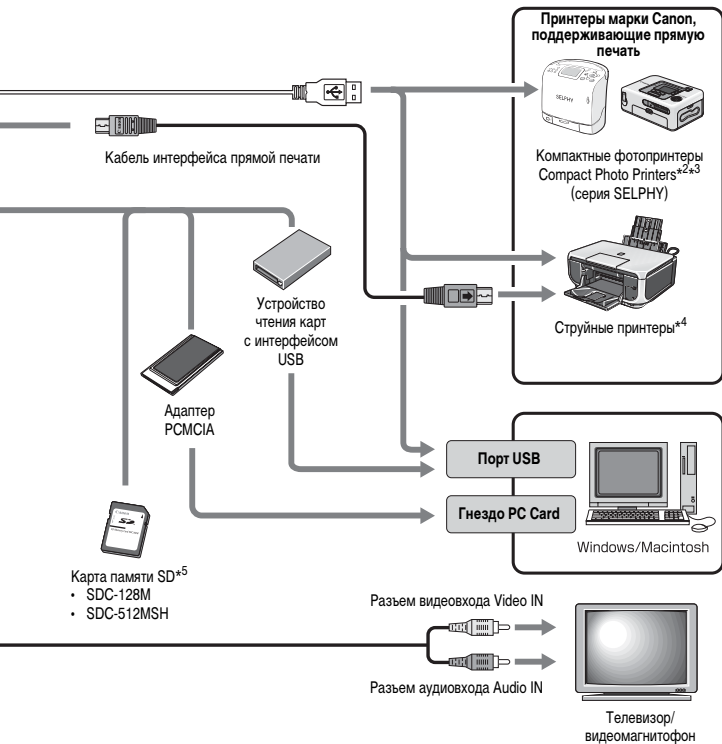 Принтеры марки Canon,
поддерживающие прямую
печать
SELPHY
Кабель интерфейса прямой печати
Компактные фотопринтеры
Compact Photo Printers*2*3
(серия SELPHY)
Устройство
чтения карт
с интерфейсом
USB
Струйные принтеры*4
Адаптер
PCMCIA
Порт USB
Гнездо PC Card
Windows/Macintosh
Карта памяти SD*5
• SDC-128M
• SDC-512MSH
Разъем видеовхода Video IN
Разъем аудиовхода Audio IN
Телевизор/
видеомагнитофон